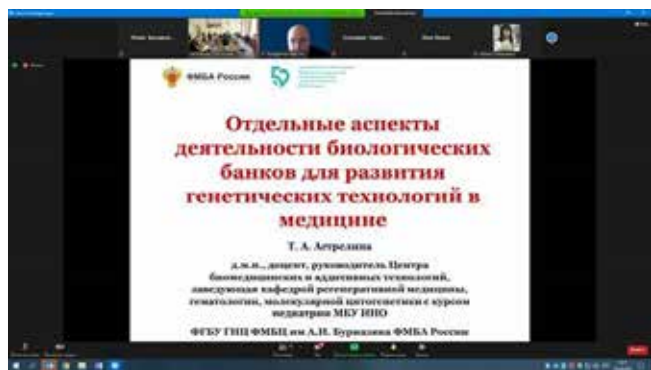 ФМБА России
Отдельные аспекты
деятельности биологических
банков для развития
генетических технологий в
медицине
Т. А. Астрелина
д.м.н., доцент, руководитель Центра
биомедицинских и аддитивных технологий,
заведующая кафедрой регенеративной медицины,
гематологии, молекулярной цитогенетики с курсом
педиатрии МБУ ИНО
ФГБУ ГНЦ ФМБЦ им А.И. Бурназяна ФМБА России